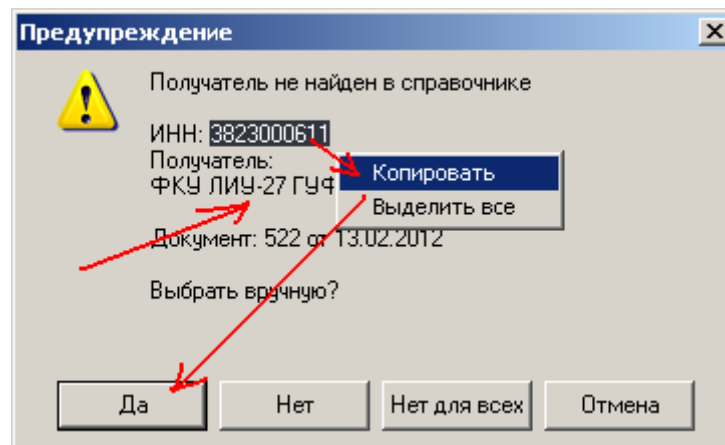 Предупреждение
Получатель не найден в справочнике
ИНН: 3823000611
Получатель:
ФКУ ЛИУ-27 ГУФ
Копировать
Выделить все
Документ: 522 от 13.02.2012
Выбрать вручную?
Да
Нет
Нет для всех
Отмена